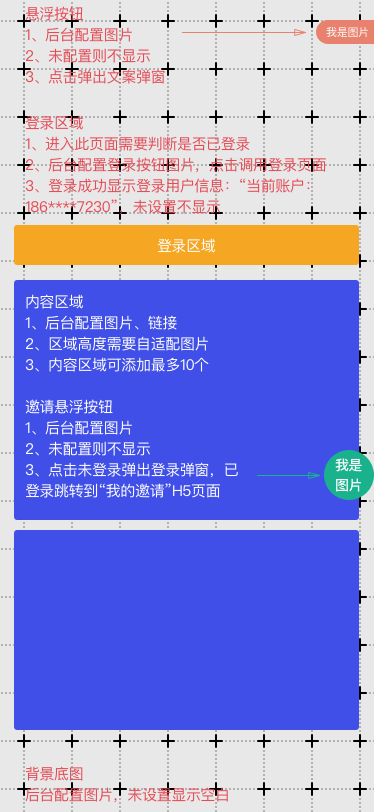 悬浮按钮
1、后台配置图片
我是图片
2、未配置则不显示
3、点击弹出文案弹窗
登录区域
1、进入此页面需要判断是否已登录
2、后台配置登录按钮图片，点击调用登录页面
3、登录成功显示登录用户信息：“当前账户：
186****7230”，未设置不显示
登录区域
内容区域
1、后台配置图片、链接
2、区域高度需要自适配图片
3、内容区域可添加最多10个
邀请悬浮按钮
1、后台配置图片
2、未配置则不显示
3、点击未登录弹出登录弹窗，已
登录跳转到“我的邀请”H5页面
我是
图片
背景底图
后台配置图片，未设置显示空白